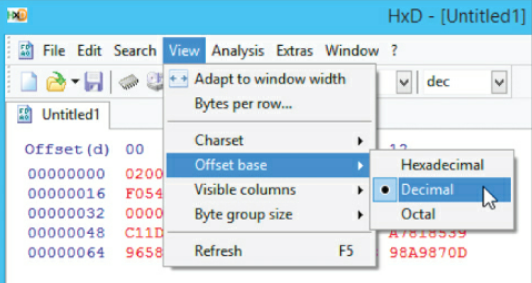 HxD - [Untitled1]
File Edit Search View Analysis Extras Window ?
dec
Untitled1
Adapt to window width
Bytes per row...
Charset
Offset base
Visible columns
Byte group size
Refresh F5
Hexadecimal
Decimal
Octal
Offset(d) 00 12
00000000 0200
00000016 F054
00000032 0000
00000048 C11D A7818539
00000064 9658 98A9870D